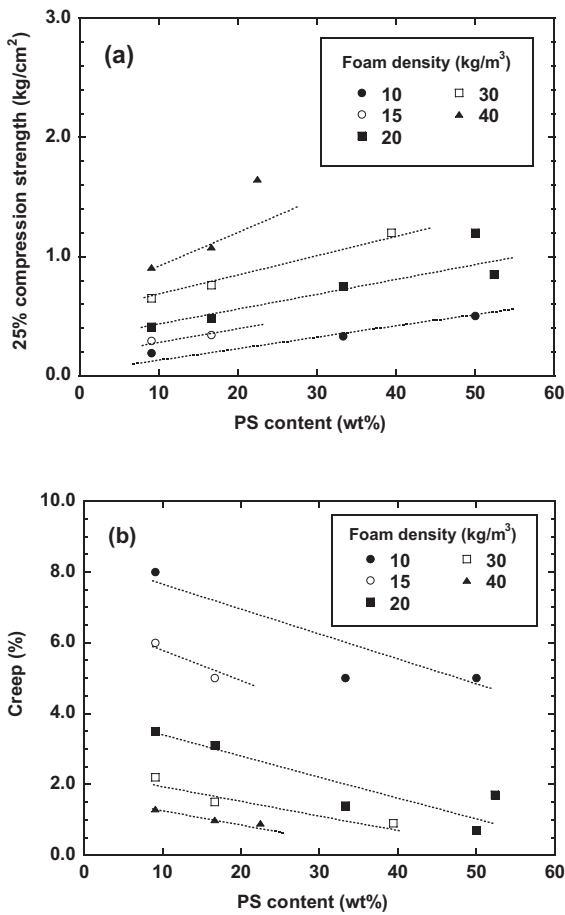 3.0
(a)
Foam density (kg/m³)
10
30
15
40
20
2.0
1.0
0.0
25% compression strength (kg/cm²)
0 10 20 30 40 50 60
PS content (wt%)
10.0
(b)
Foam density (kg/m³)
10
30
15
40
20
8.0
6.0
4.0
2.0
0.0
Creep (%)
0 10 20 30 40 50 60
PS content (wt%)